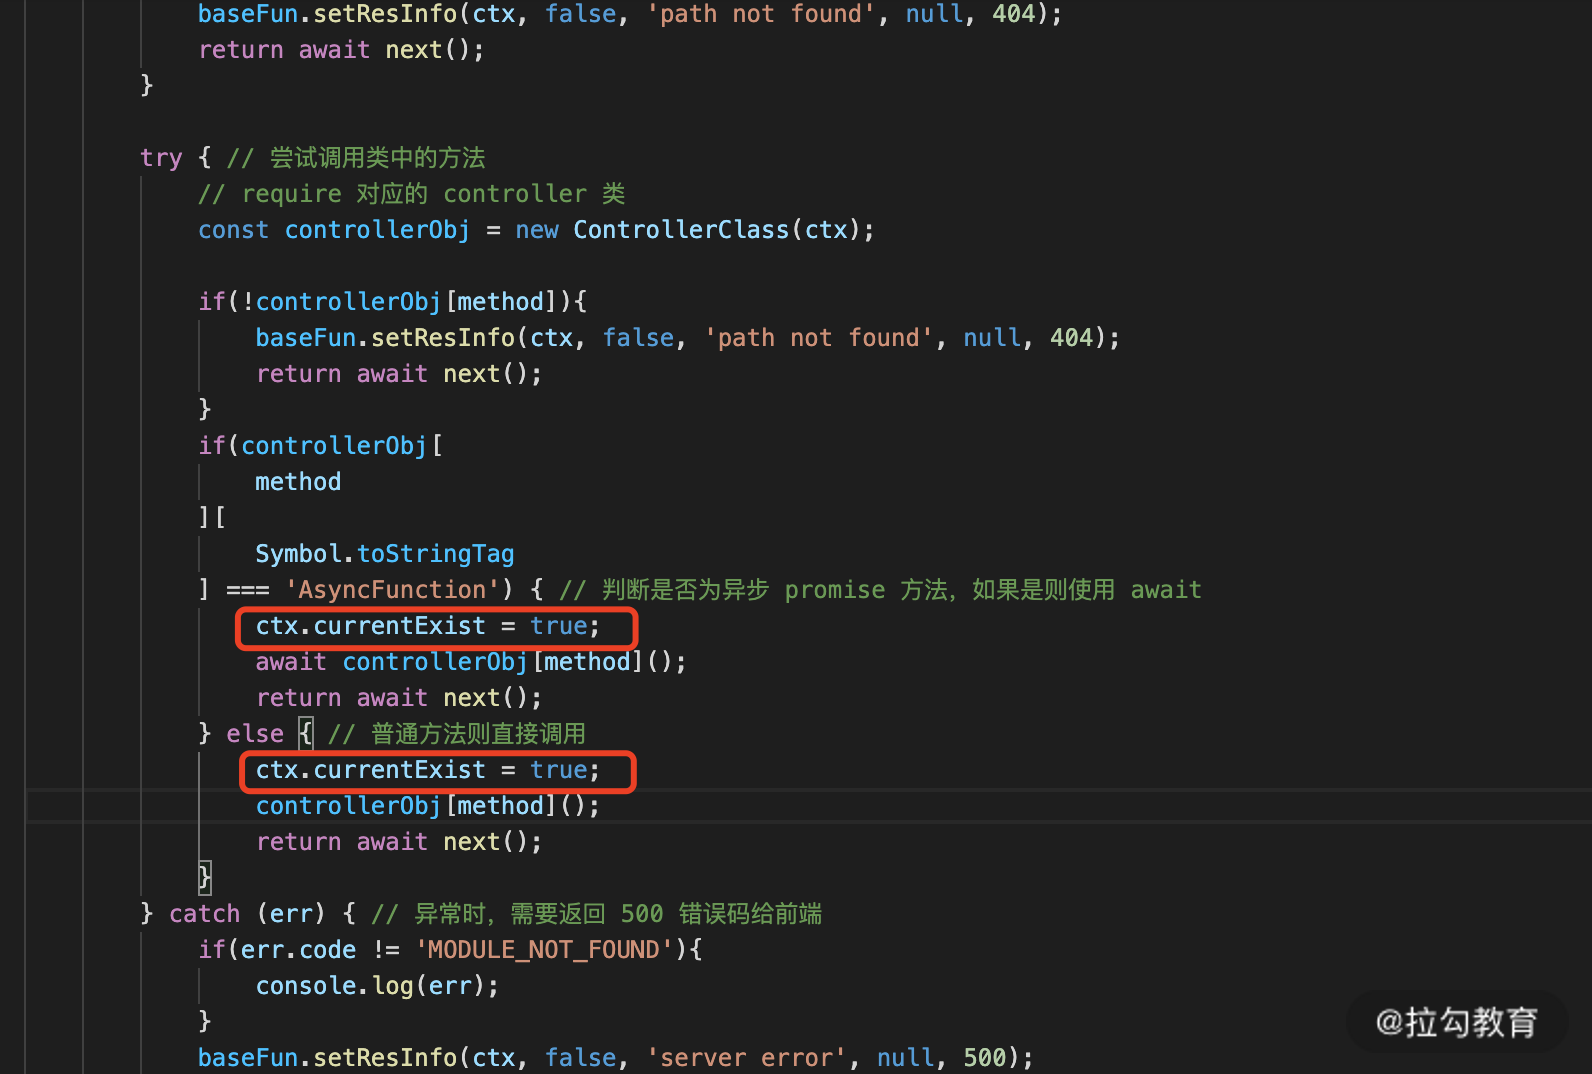 baseFun.setResInfo(ctx, false, 'path not found', null, 404);
return await next();
}
try { // 尝试调用类中的方法
// require 对应的 controller 类
const controllerObj = new ControllerClass(ctx);
if(!controllerObj[method]){
baseFun.setResInfo(ctx, false, 'path not found', null, 404);
return await next();
}
if(controllerObj[
method
][
Symbol.toStringTag
] === 'AsyncFunction') { // 判断是否为异步 promise 方法，如果是则使用 await
ctx.currentExist = true;
await controllerObj[method]();
return await next();
} else { // 普通方法则直接调用
ctx.currentExist = true;
controllerObj[method]();
return await next();
}
} catch (err) { // 异常时，需要返回 500 错误码给前端
if(err.code != 'MODULE_NOT_FOUND'){
console.log(err);
}
baseFun.setResInfo(ctx, false, 'server error', null, 500);
@拉勾教育